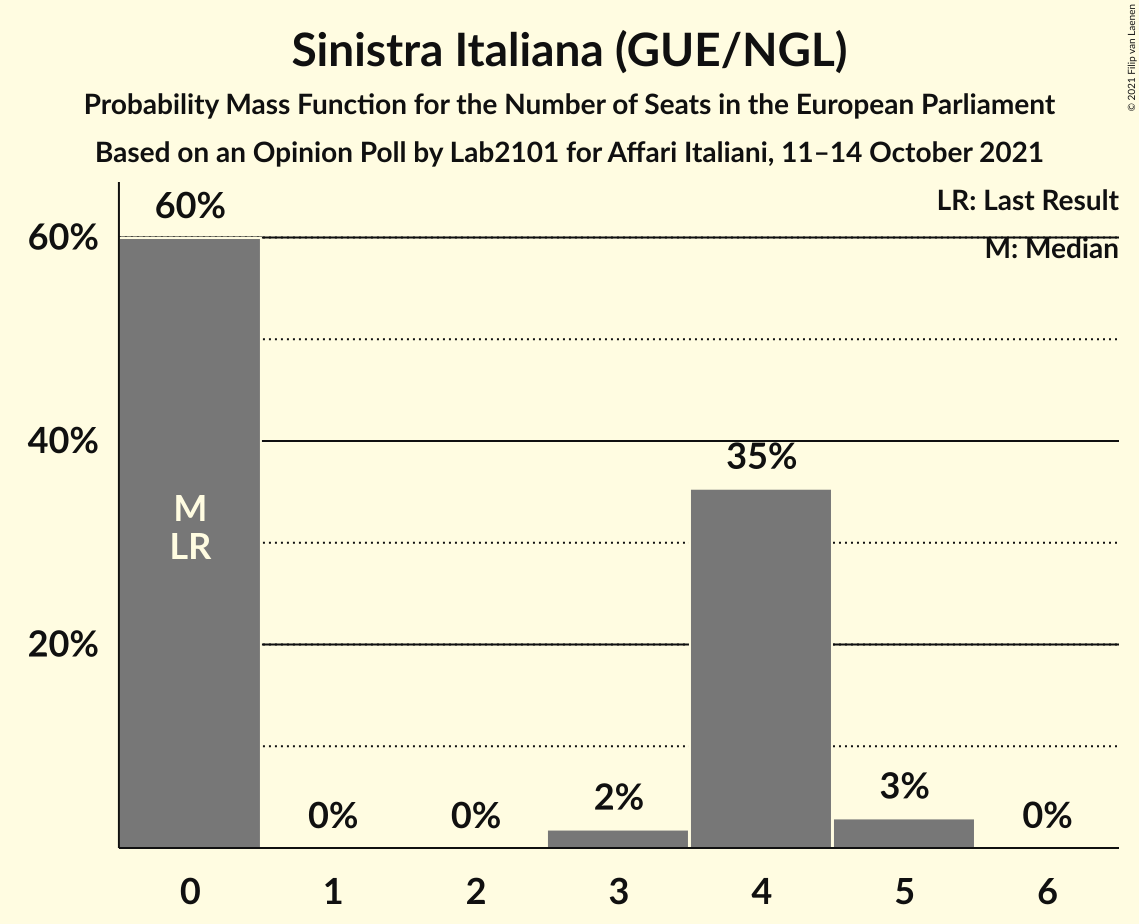 Sinistra Italiana (GUE/NGL)
Probability Mass Function for the Number of Seats in the European Parliament
Based on an Opinion Poll by Lab2101 for Affari Italiani, 11–14 October 2021
© 2021 Filip van Laenen
LR: Last Result
M: Median
60%
40%
20%
60%
M
LR
0%
0%
2%
35%
3%
0%
0
1
2
3
4
5
6